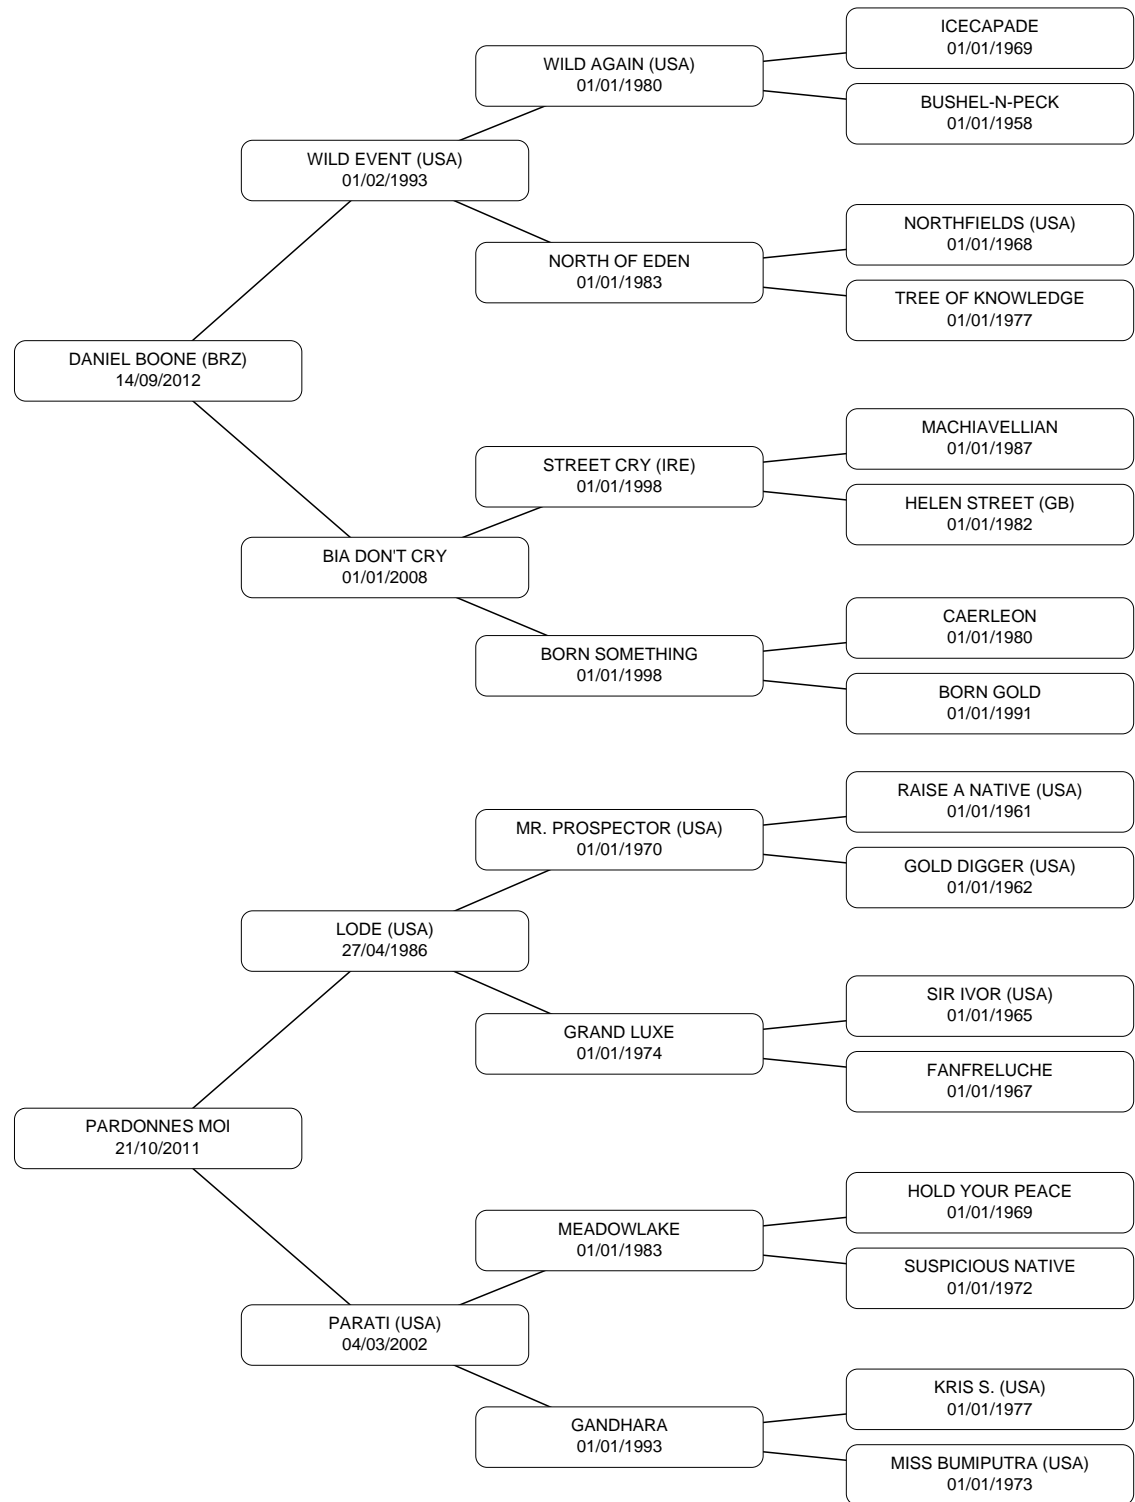 ICECAPADE
01/01/1969
WILD AGAIN (USA)
01/01/1980
BUSHEL-N-PECK
01/01/1958
WILD EVENT (USA)
01/02/1993
NORTHFIELDS (USA)
01/01/1968
NORTH OF EDEN
01/01/1983
TREE OF KNOWLEDGE
01/01/1977
DANIEL BOONE (BRZ)
14/09/2012
MACHIAVELLIAN
01/01/1987
STREET CRY (IRE)
01/01/1998
HELEN STREET (GB)
01/01/1982
BIA DON'T CRY
01/01/2008
CAERLEON
01/01/1980
BORN SOMETHING
01/01/1998
BORN GOLD
01/01/1991
RAISE A NATIVE (USA)
01/01/1961
MR. PROSPECTOR (USA)
01/01/1970
GOLD DIGGER (USA)
01/01/1962
LODE (USA)
27/04/1986
SIR IVOR (USA)
01/01/1965
GRAND LUXE
01/01/1974
FANFRELUCHE
01/01/1967
PARDONNES MOI
21/10/2011
HOLD YOUR PEACE
01/01/1969
MEADOWLAKE
01/01/1983
SUSPICIOUS NATIVE
01/01/1972
PARATI (USA)
04/03/2002
KRIS S. (USA)
01/01/1977
GANDHARA
01/01/1993
MISS BUMIPUTRA (USA)
01/01/1973